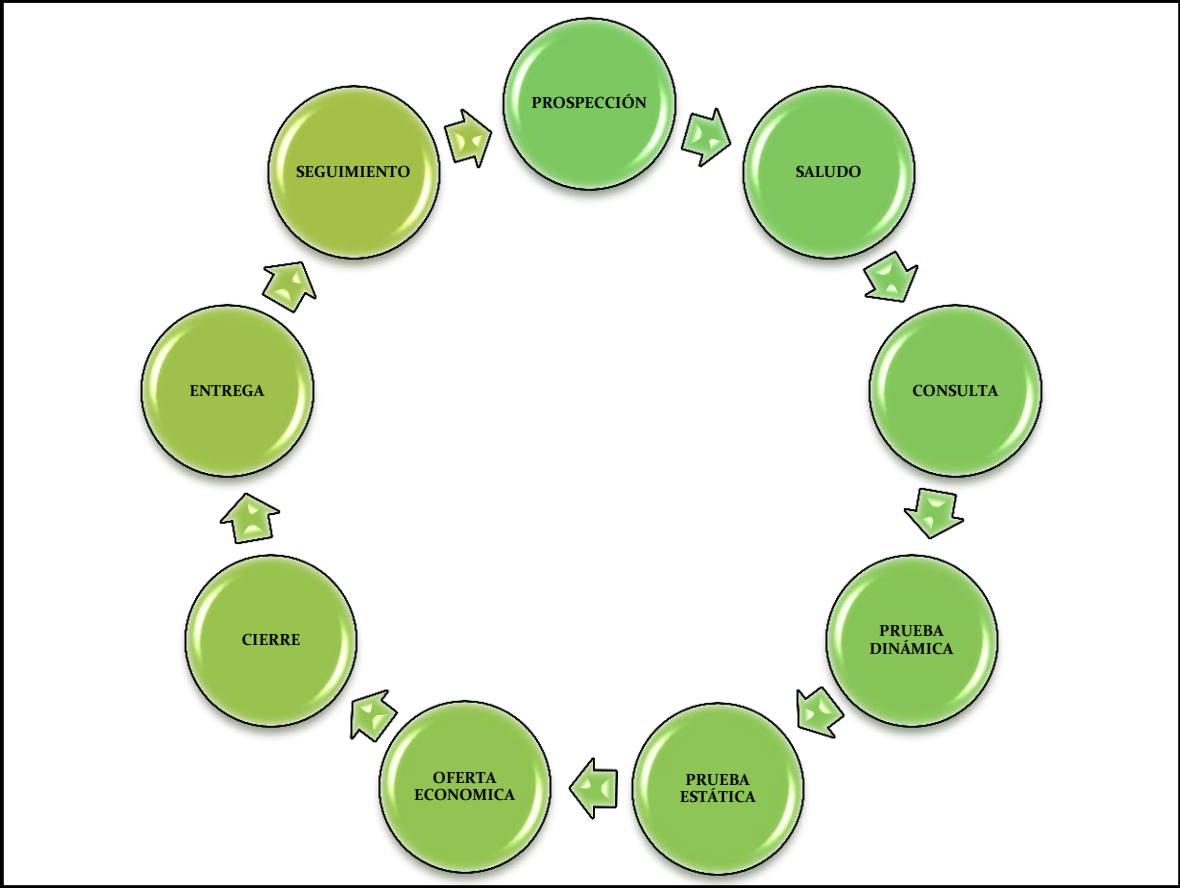 PROSPECCIÓN
SALUDO
CONSULTA
PRUEBA
DINÁMICA
PRUEBA
ESTÁTICA
OFERTA
ECONOMICA
CIERRE
ENTREGA
SEGUIMIENTO